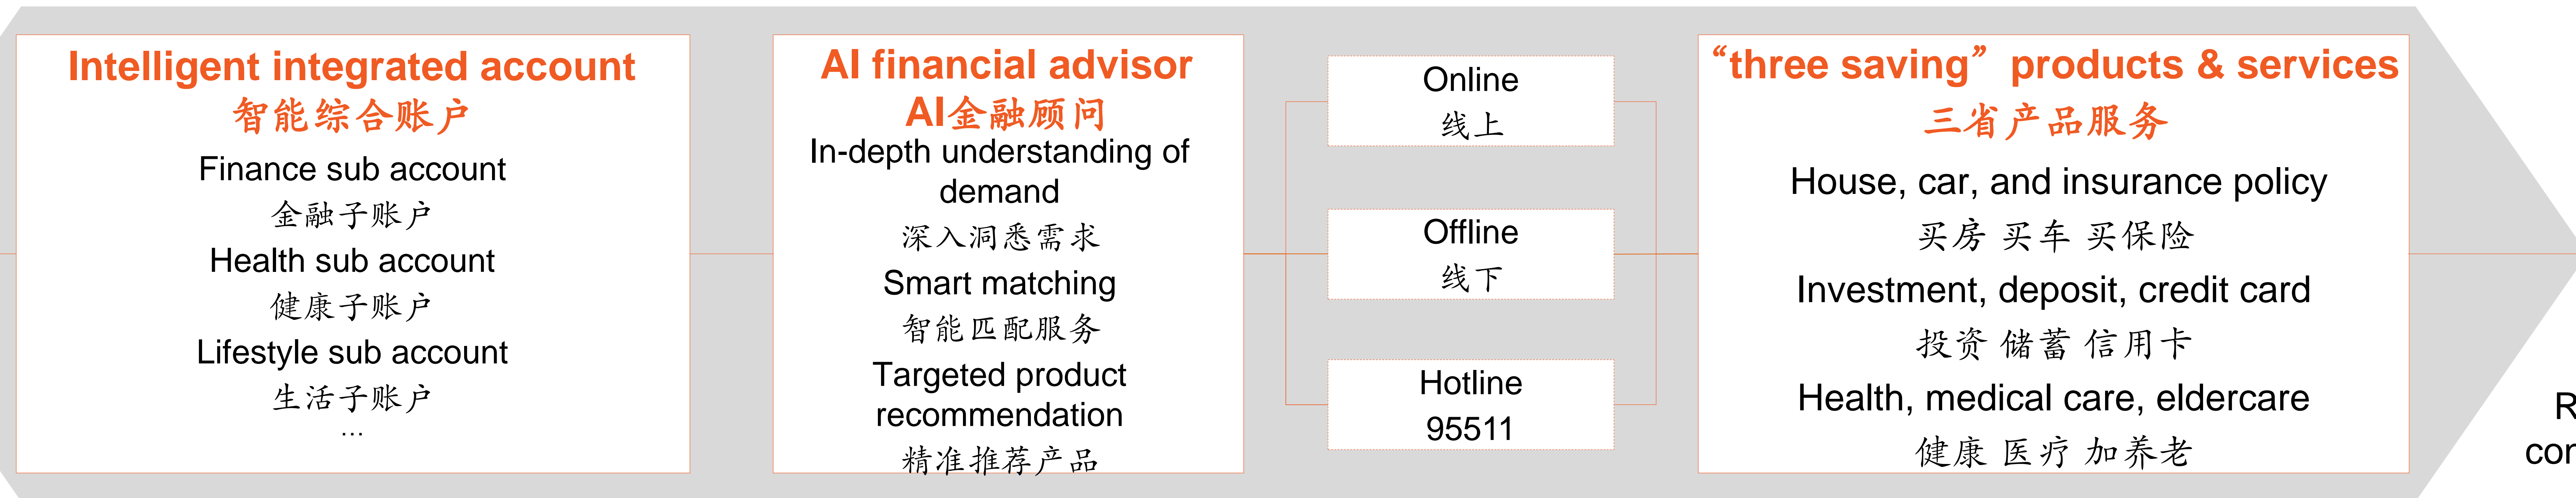 Intelligent integrated account
智能综合账户
Finance sub account
金融子账户
Health sub account
健康子账户
Lifestyle sub account
生活子账户
...
AI financial advisor
AI金融顾问
In-depth understanding of
demand
深入洞悉需求
Smart matching
智能匹配服务
Targeted product
recommendation
精准推荐产品
Online
线上
Offline
线下
Hotline
95511
“three saving” products & services
三省产品服务
House, car, and insurance policy
买房 买车 买保险
Investment, deposit, credit card
投资 储蓄 信用卡
Health, medical care, eldercare
健康 医疗 加养老